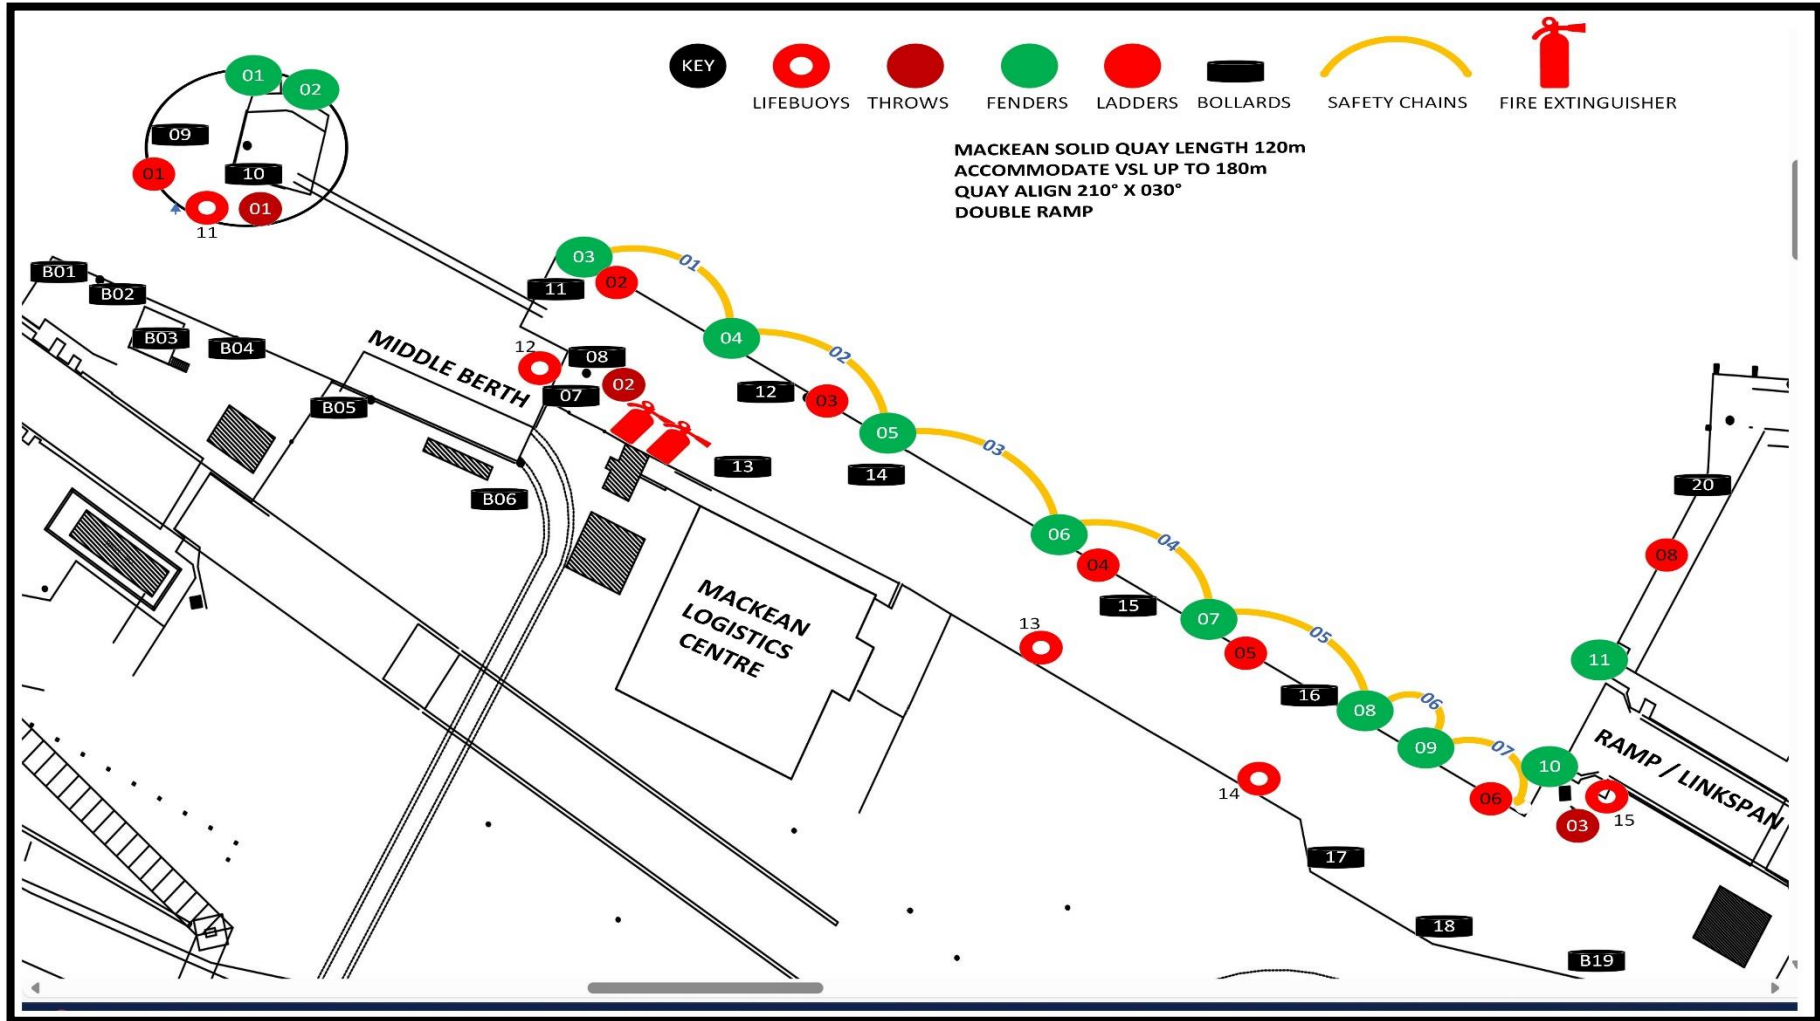 KEY
LIFEBUOYS
THROWS
FENDERS
LADDERS
BOLLARDS
SAFETY CHAINS
FIRE EXTINGUISHER
MACKEAN SOLID QUAY LENGTH 120m
ACCOMMODATE VSL UP TO 180m
QUAY ALIGN 210° X 030°
DOUBLE RAMP
01
02
09
10
01
01
11
B01
B02
B03
B04
B05
B06
MIDDLE BERTH
03
01
11
02
04
02
12
08
07
02
12
03
05
03
13
14
06
04
04
15
07
05
05
13
16
08
06
09
07
14
06
10
03
15
11
08
20
RAMP / LINKSPAN
MACKEAN
LOGISTICS
CENTRE
17
18
B19